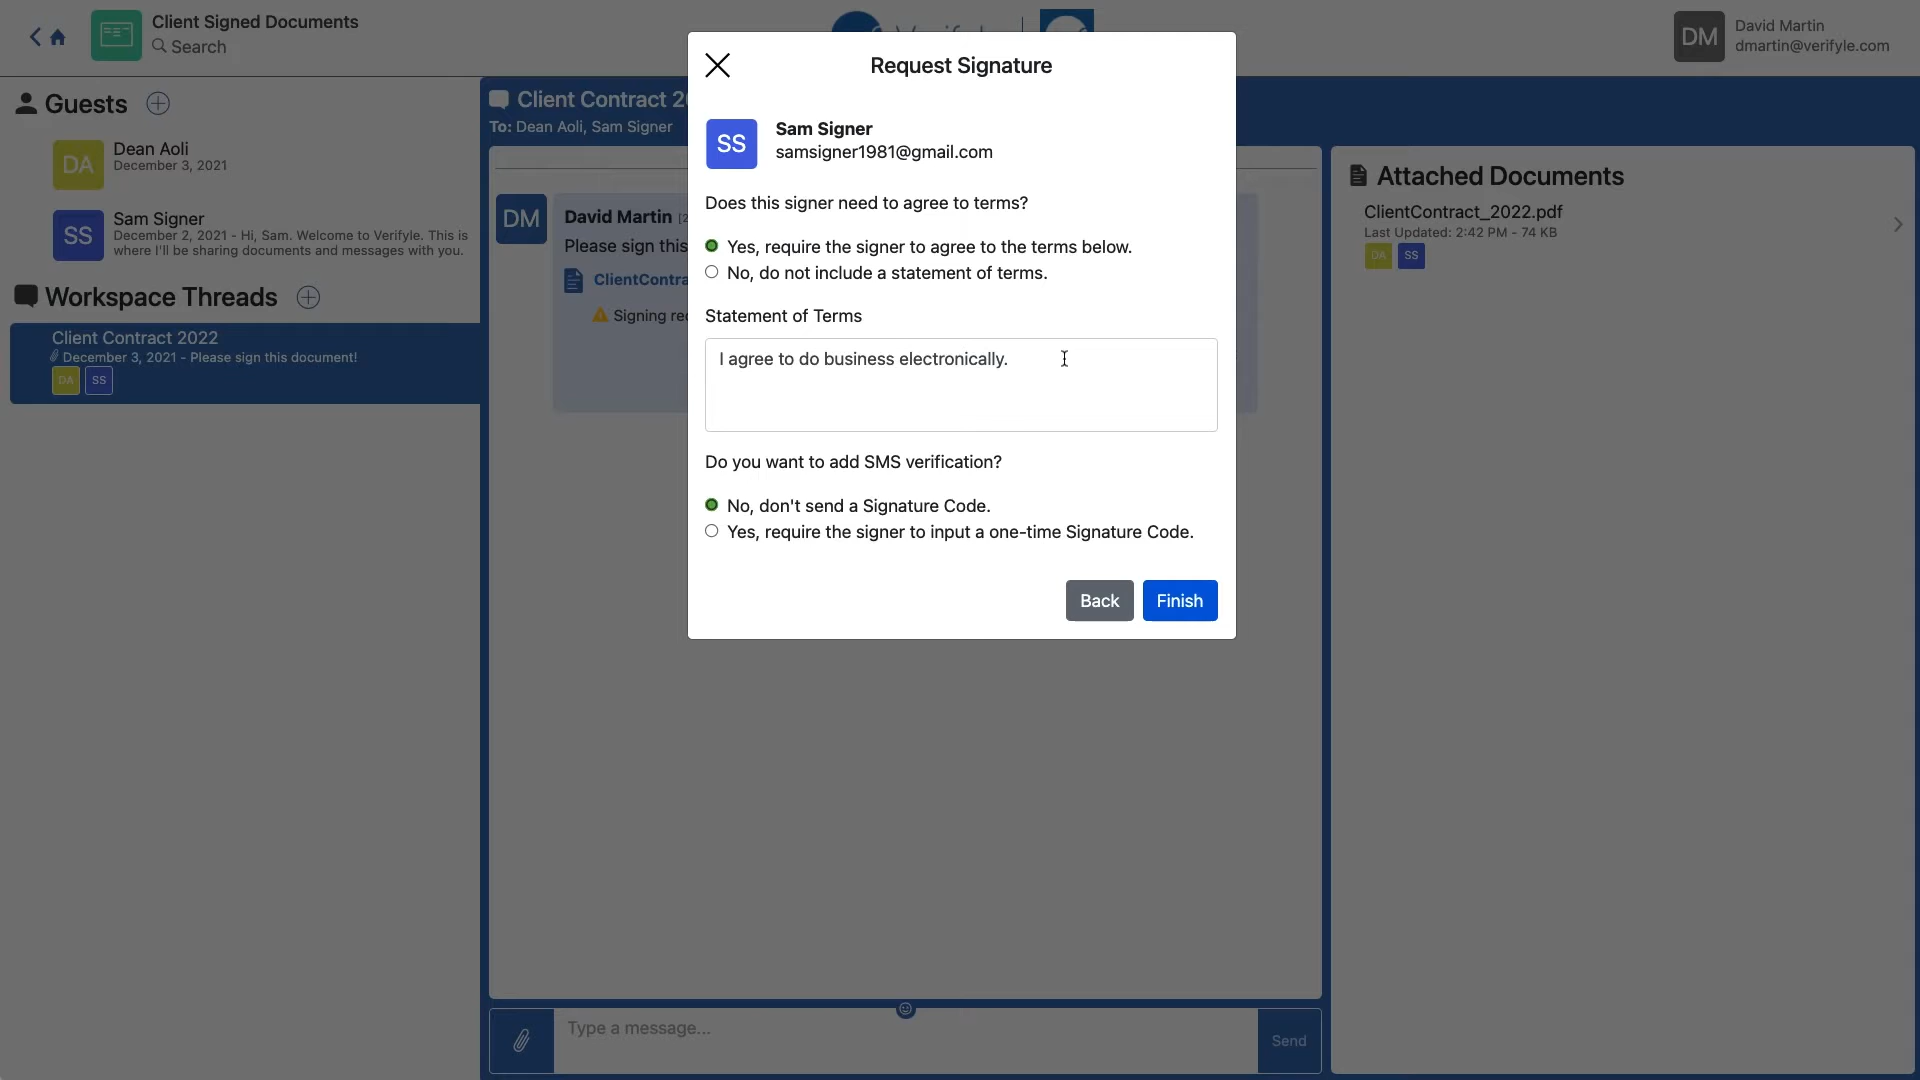 Client Signed Documents
Search
DM
David Martin
dmartin@verifyle.com
Guests
DA
Dean Aoli
December 3, 2021
SS
Sam Signer
December 2, 2021 - Hi, Sam. Welcome to Verifyle. This is
where I'll be sharing documents and messages with you.
Workspace Threads
Client Contract 2022
December 3, 2021 - Please sign this document!
DA SS
Client Contract 20
To: Dean Aoli, Sam Signer
DM
David Martin [2
Please sign this
ClientContra
Signing rec
Request Signature
SS
Sam Signer
samsigner1981@gmail.com
Does this signer need to agree to terms?
Yes, require the signer to agree to the terms below.
No, do not include a statement of terms.
Statement of Terms
I agree to do business electronically.
Do you want to add SMS verification?
No, don't send a Signature Code.
Yes, require the signer to input a one-time Signature Code.
Back Finish
Type a message...
Send
Attached Documents
ClientContract_2022.pdf
Last Updated: 2:42 PM - 74 KB
DA SS